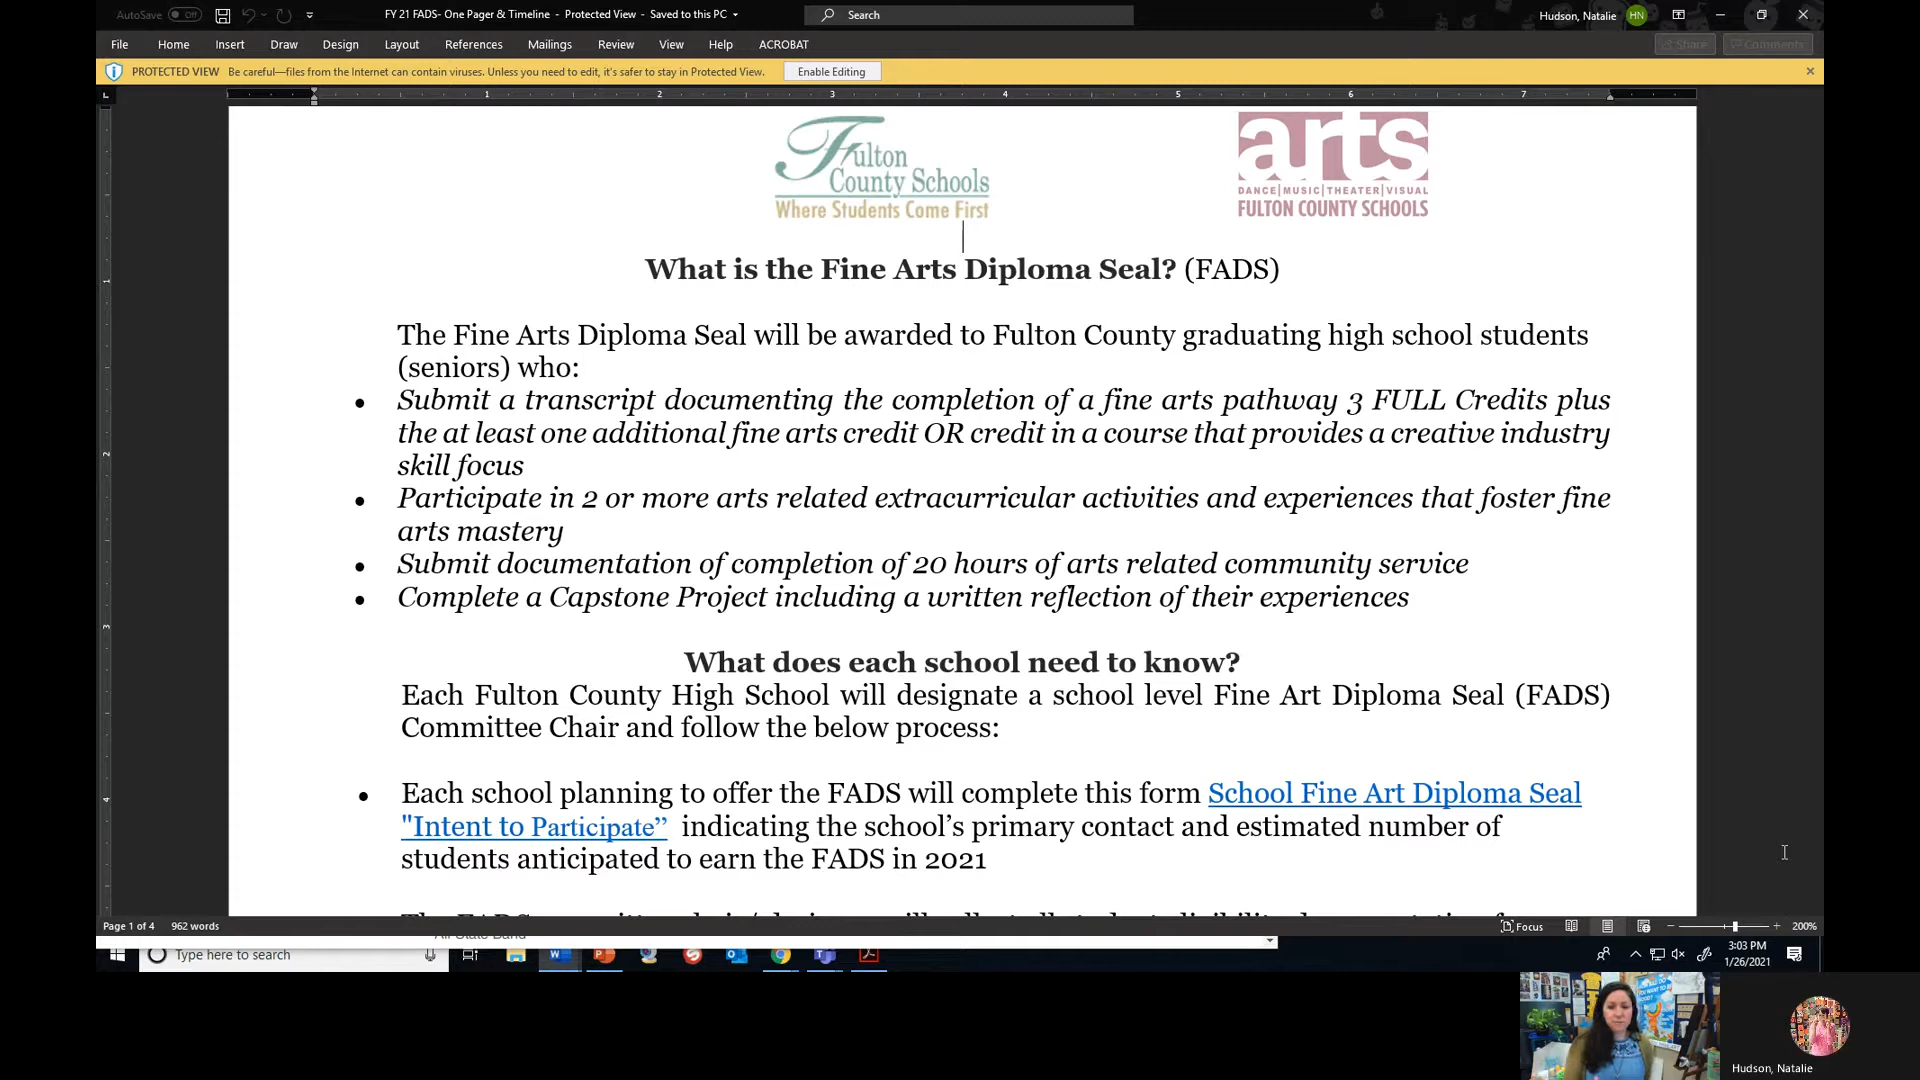 AutoSave Off FY 21 FADS- One Pager & Timeline - Protected View - Saved to this PC Search Hudson, Natalie HN
File Home Insert Draw Design Layout References Mailings Review View Help ACROBAT Share Comments
PROTECTED VIEW Be careful—files from the Internet can contain viruses. Unless you need to edit, it's safer to stay in Protected View. Enable Editing
1 2 3 4 5 6 7
Fulton
County Schools
Where Students Come First
arts
DANCE|MUSIC|THEATER|VISUAL
FULTON COUNTY SCHOOLS
What is the Fine Arts Diploma Seal? (FADS)
The Fine Arts Diploma Seal will be awarded to Fulton County graduating high school students
(seniors) who:
• Submit a transcript documenting the completion of a fine arts pathway 3 FULL Credits plus
the at least one additional fine arts credit OR credit in a course that provides a creative industry
skill focus
• Participate in 2 or more arts related extracurricular activities and experiences that foster fine
arts mastery
• Submit documentation of completion of 20 hours of arts related community service
• Complete a Capstone Project including a written reflection of their experiences
What does each school need to know?
Each Fulton County High School will designate a school level Fine Art Diploma Seal (FADS)
Committee Chair and follow the below process:
• Each school planning to offer the FADS will complete this form School Fine Art Diploma Seal
"Intent to Participate” indicating the school’s primary contact and estimated number of
students anticipated to earn the FADS in 2021
Page 1 of 4 962 words Focus 200%
Type here to search 3:03 PM
1/26/2021
Hudson, Natalie